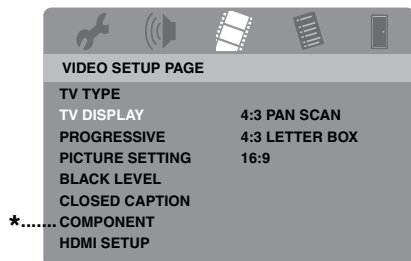 VIDEO SETUP PAGE
TV TYPE
TV DISPLAY 4:3 PAN SCAN
PROGRESSIVE 4:3 LETTER BOX
PICTURE SETTING 16:9
BLACK LEVEL
CLOSED CAPTION
*....... COMPONENT
HDMI SETUP